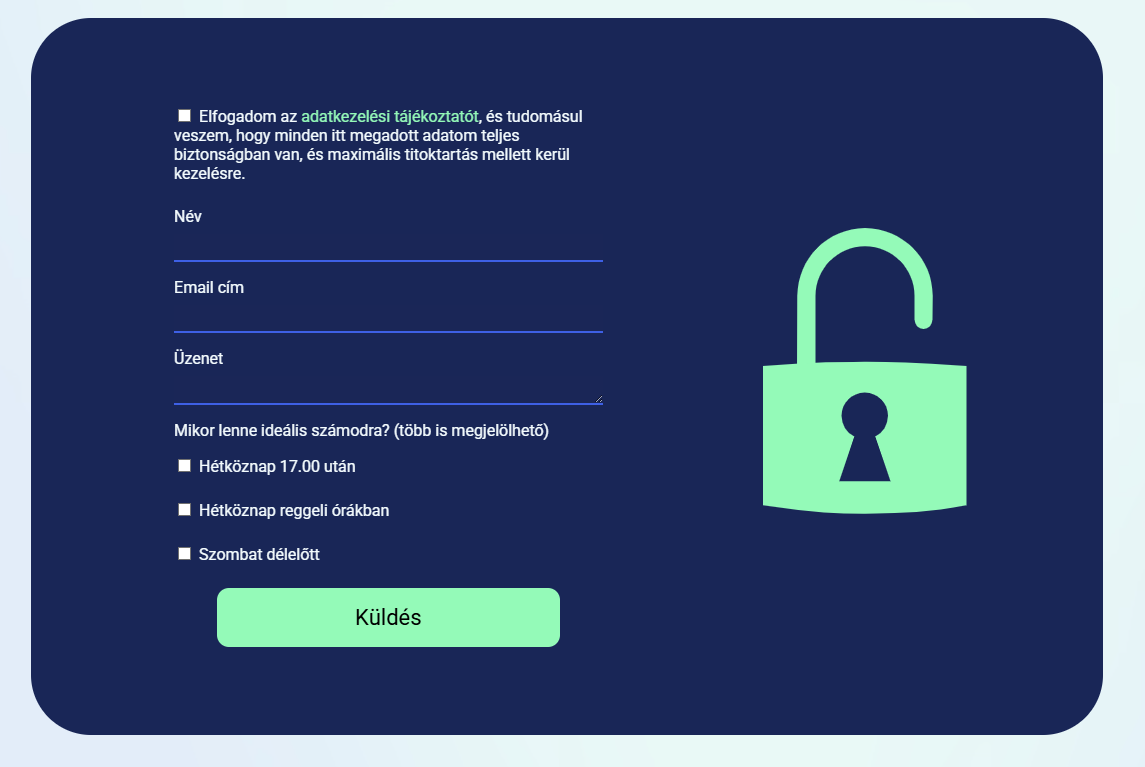 Elfogadom az adatkezelési tájékoztatót, és tudomásul
veszem, hogy minden itt megadott adatom teljes
biztonságban van, és maximális titoktartás mellett kerül
kezelésre.
Név
Email cím
Üzenet
Mikor lenne ideális számodra? (több is megjelölhető)
Hétköznap 17.00 után
Hétköznap reggeli órákban
Szombat délelőtt
Küldés